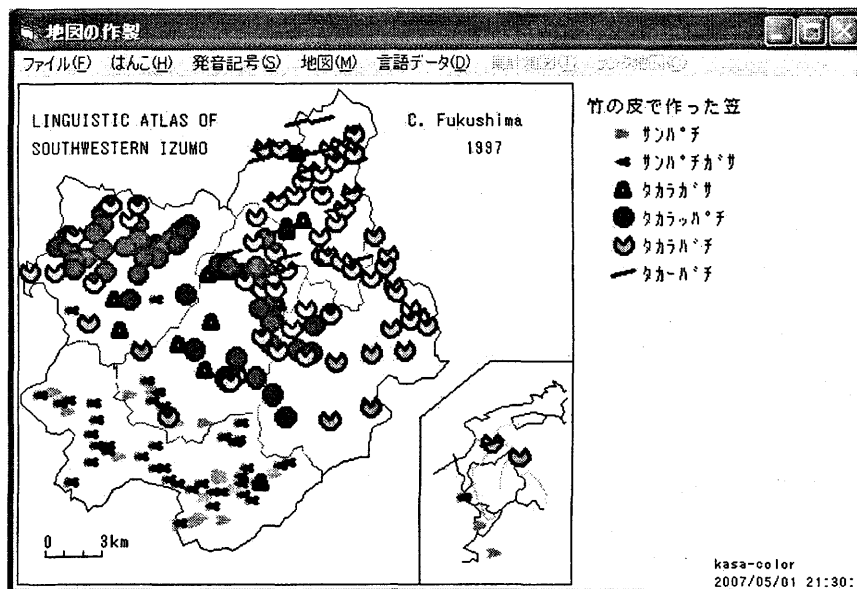 地図の作製
ファイル(F) はんこ(H) 発音記号(S) 地図(M) 言語データ(D)
LINGUISTIC ATLAS OF
SOUTHWESTERN IZUMO
C. Fukushima
1997
竹の皮で作った笠
サンパチ
サンパチガサ
タカラガサ
タカラッパチ
タカラバチ
タカーバチ
0 3km
kasa-color
2007/05/01 21:30: